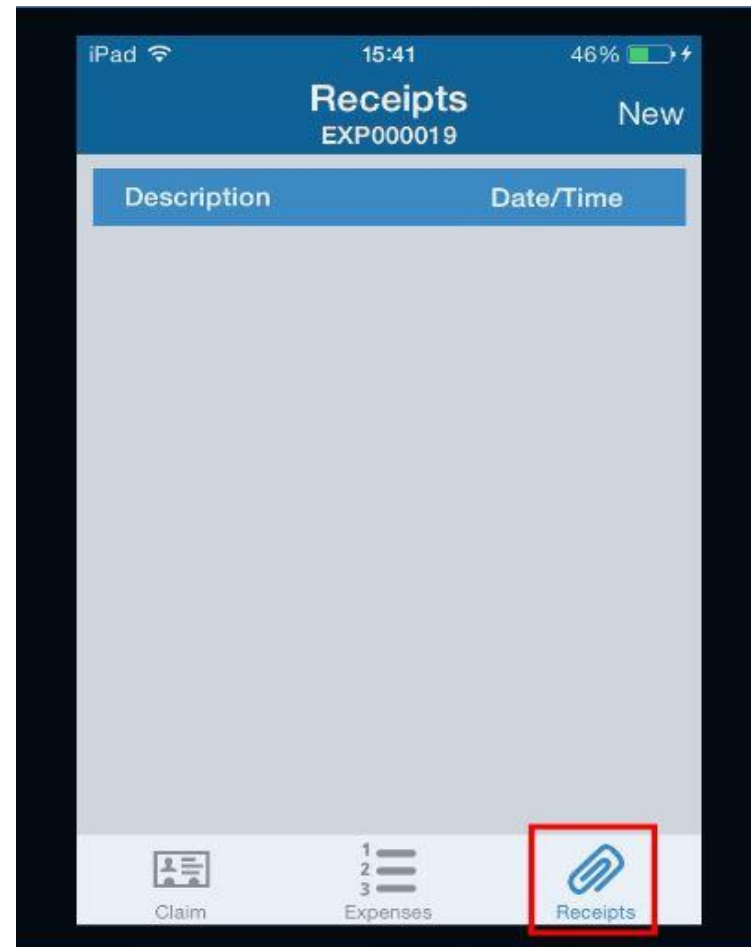 iPad 15:41 46%
Receipts New
EXP000019
Description Date/Time
1
2
3
Claim Expenses Receipts